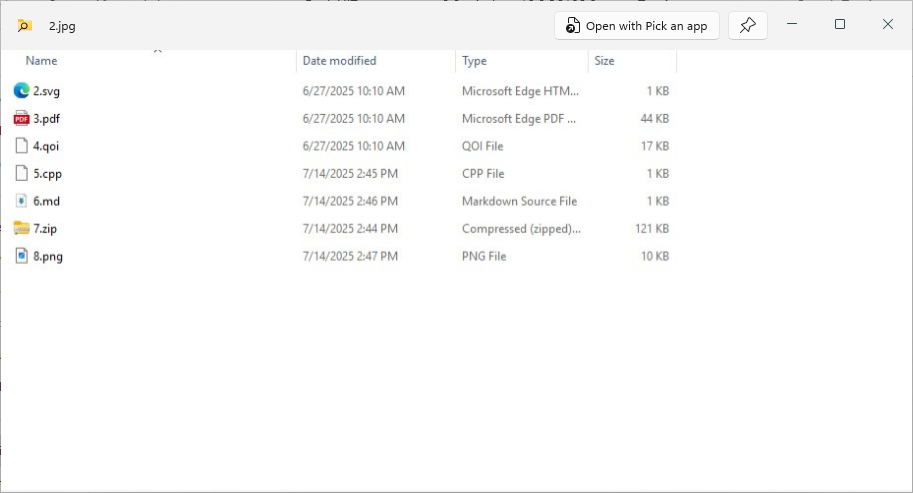 2.jpg Open with Pick an app
Name Date modified Type Size
2.svg 6/27/2025 10:10 AM Microsoft Edge HTM... 1 KB
PDF 3.pdf 6/27/2025 10:10 AM Microsoft Edge PDF ... 44 KB
4.qoi 6/27/2025 10:10 AM QOI File 17 KB
5.cpp 7/14/2025 2:45 PM CPP File 1 KB
6.md 7/14/2025 2:46 PM Markdown Source File 1 KB
7.zip 7/14/2025 2:44 PM Compressed (zipped)... 121 KB
8.png 7/14/2025 2:47 PM PNG File 10 KB